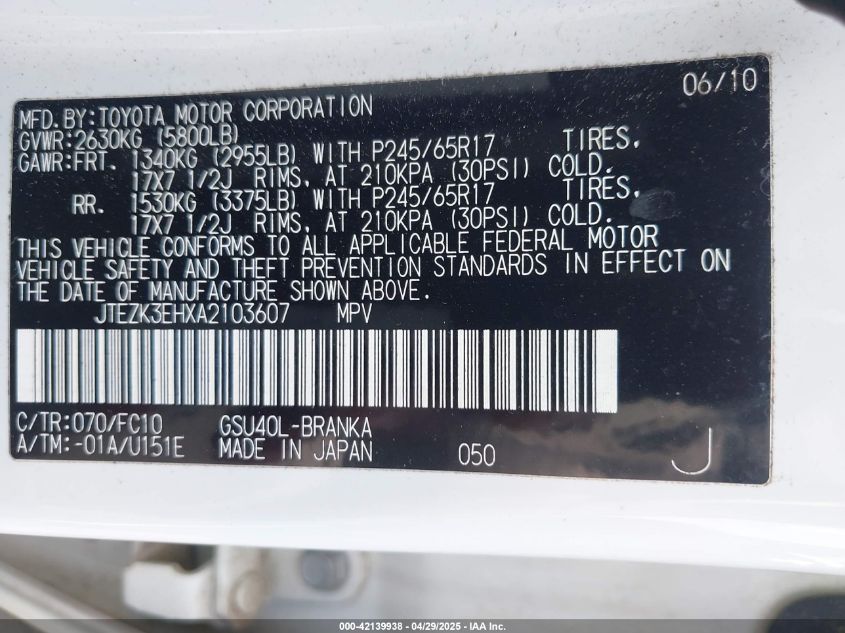 06/10
MFD.BY:TOYOTA MOTOR CORPORATION
GVWR:2630KG (5800LB)
GAWR:FRT. 1340KG (2955LB) WITH P245/65R17 TIRES,
17X7 1/2J RIMS, AT 210KPA (30PSI) COLD.
RR. 1530KG (3375LB) WITH P245/65R17 TIRES,
17X7 1/2J RIMS, AT 210KPA (30PSI) COLD.
THIS VEHICLE CONFORMS TO ALL APPLICABLE FEDERAL MOTOR
VEHICLE SAFETY AND THEFT PREVENTION STANDARDS IN EFFECT ON
THE DATE OF MANUFACTURE SHOWN ABOVE.
JTEZK3EHXA2103607 MPV
C/TR:070/FC10 GSU40L-BRANKA
A/TM:-01A/U151E MADE IN JAPAN 050 J
000-42139938 - 04/29/2025 - IAA Inc.